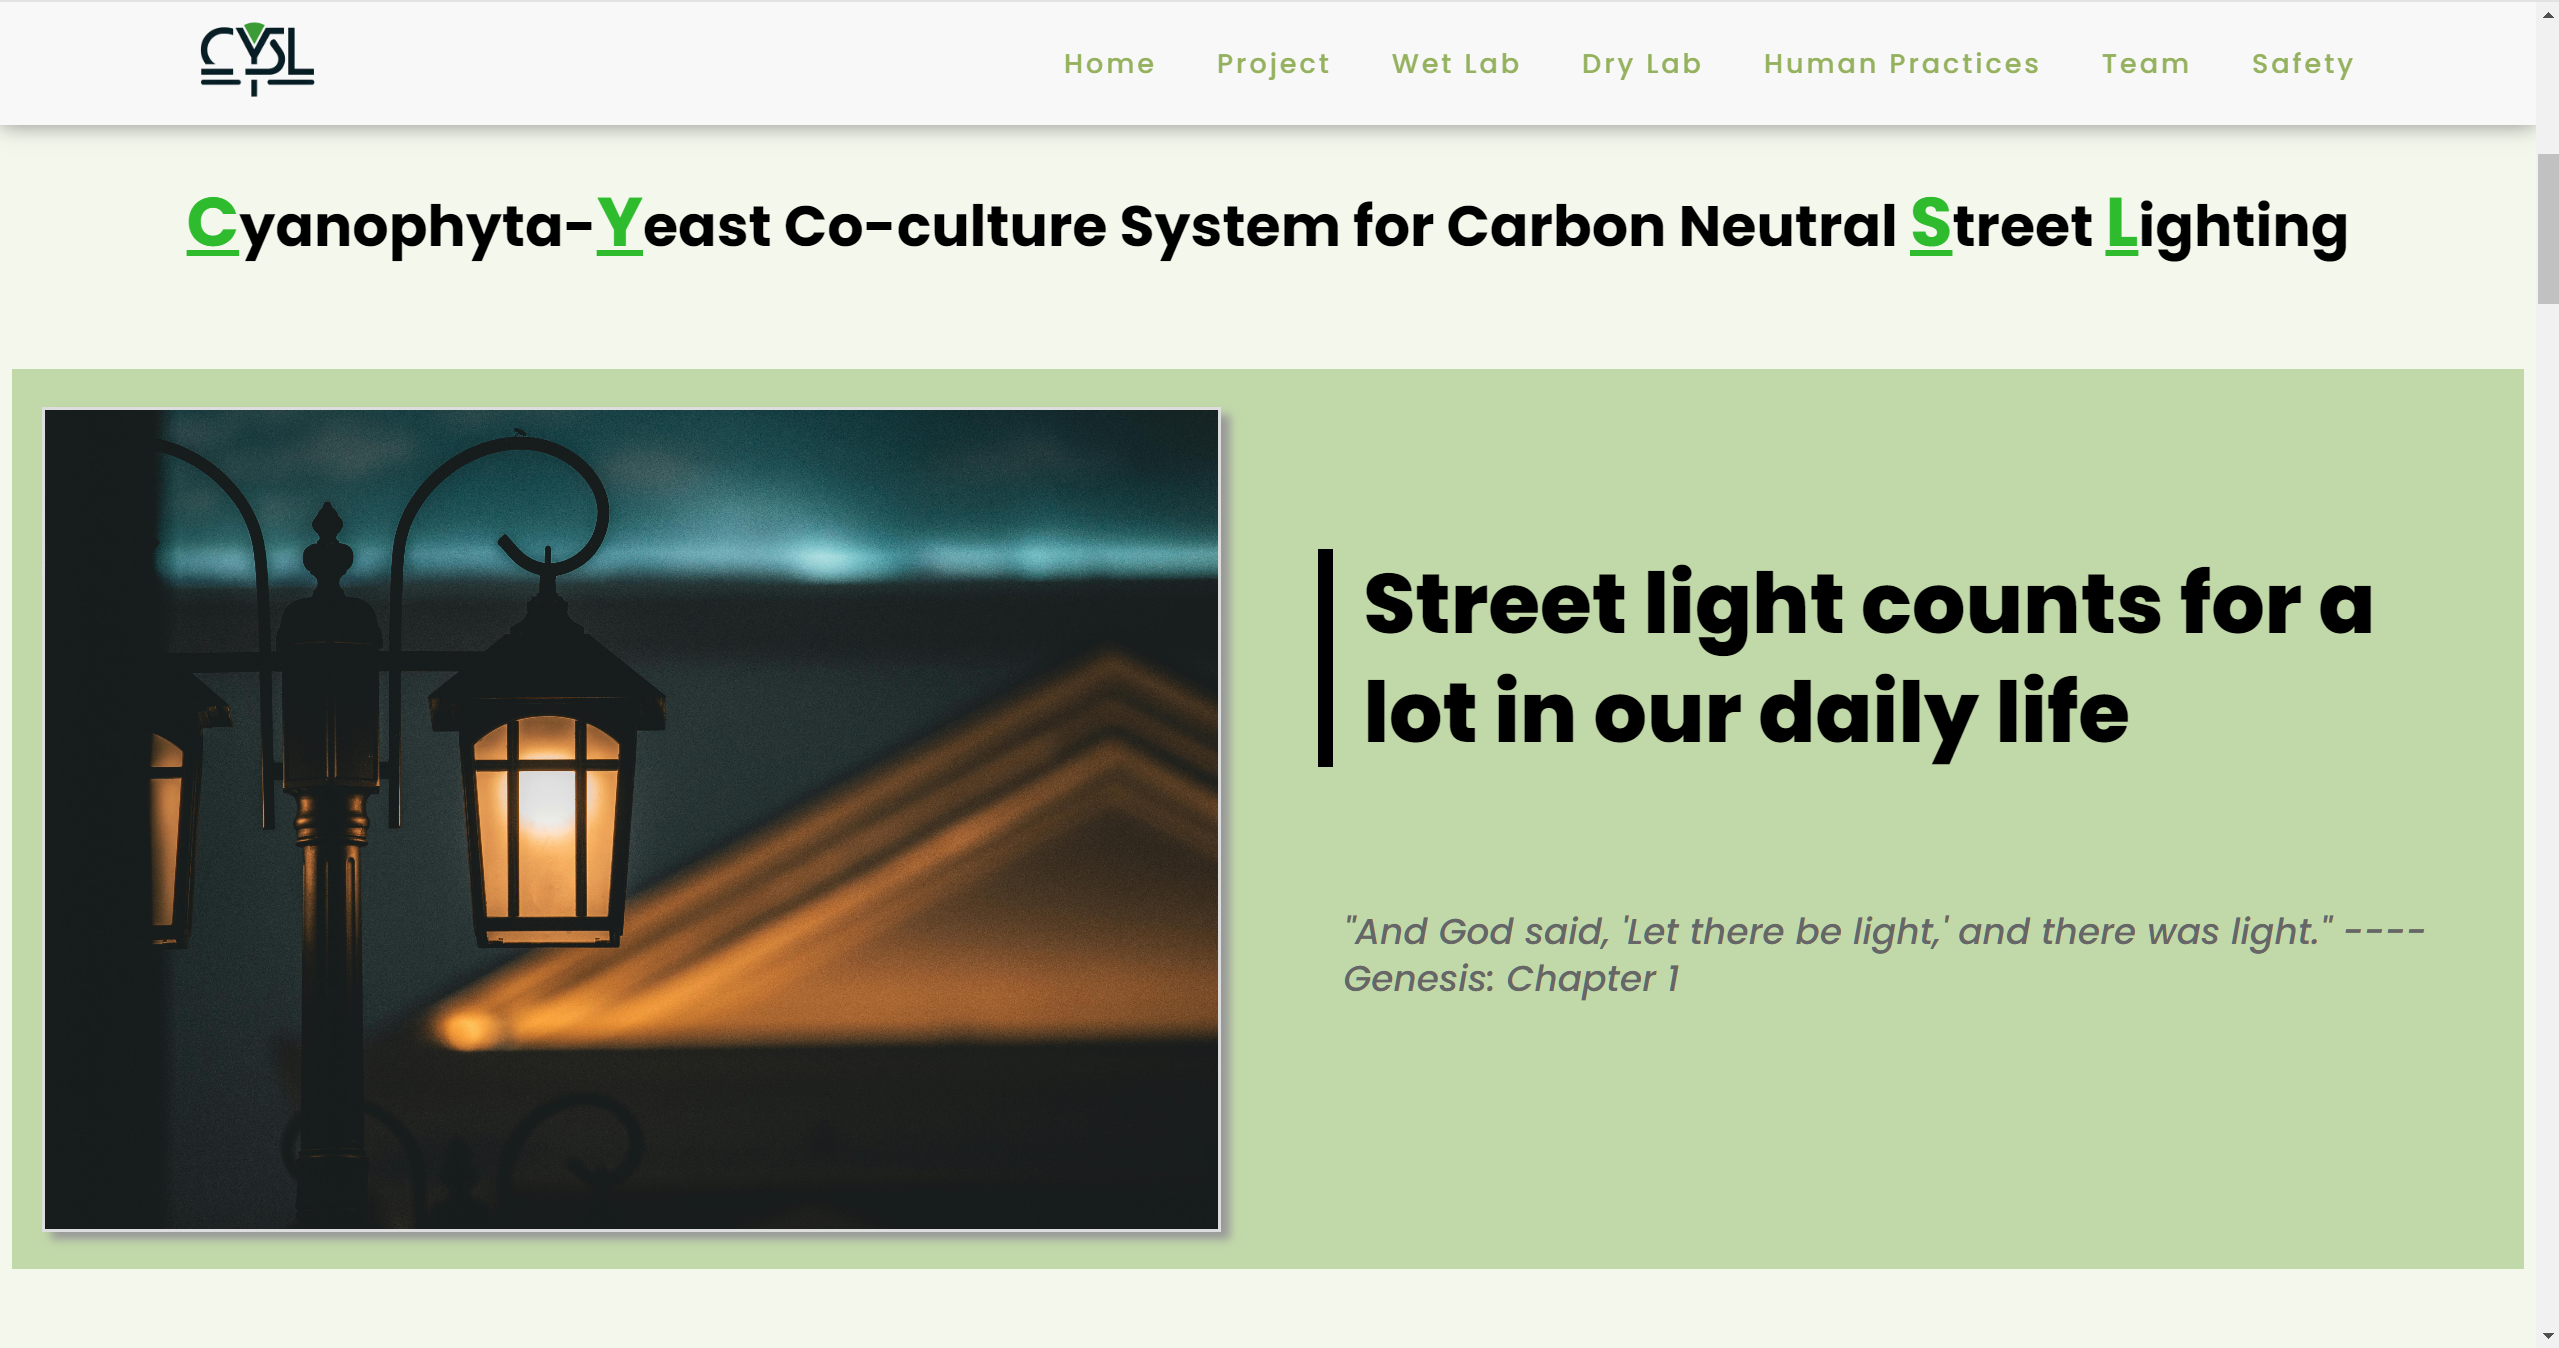 CYSL
Home Project Wet Lab Dry Lab Human Practices Team Safety
Cyanophyta-Yeast Co-culture System for Carbon Neutral Street Lighting
Street light counts for a
lot in our daily life
"And God said, 'Let there be light,' and there was light." ----
Genesis: Chapter 1